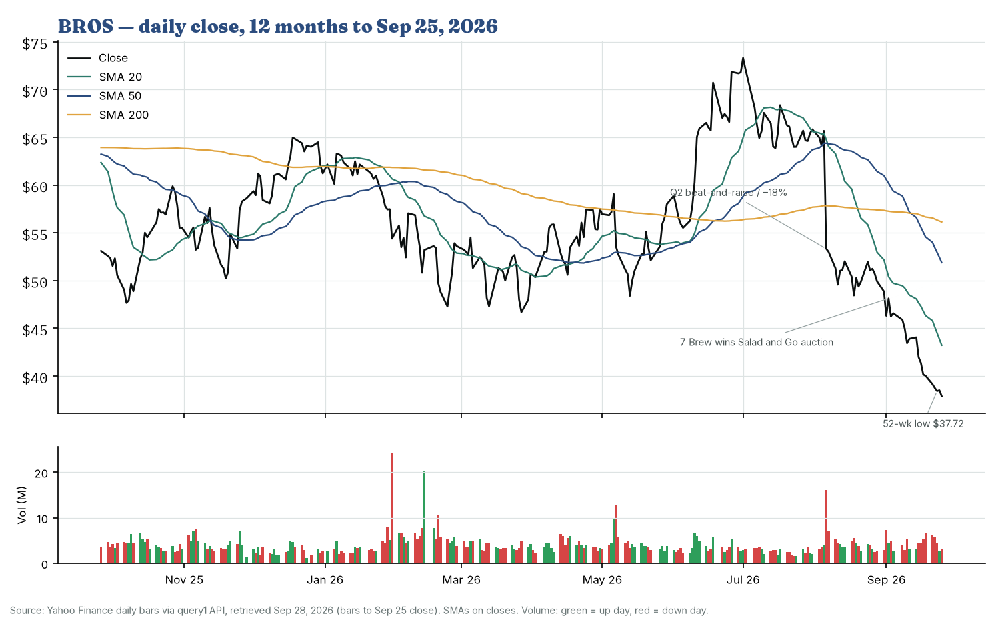 BROS — daily close, 12 months to Sep 25, 2026
$75
$70
$65
$60
$55
$50
$45
$40
Close
SMA 20
SMA 50
SMA 200
Q2 beat-and-raise / −18%
7 Brew wins Salad and Go auction
52-wk low $37.72
Vol (M)
20
10
0
Nov 25
Jan 26
Mar 26
May 26
Jul 26
Sep 26
Source: Yahoo Finance daily bars via query1 API, retrieved Sep 28, 2026 (bars to Sep 25 close). SMAs on closes. Volume: green = up day, red = down day.